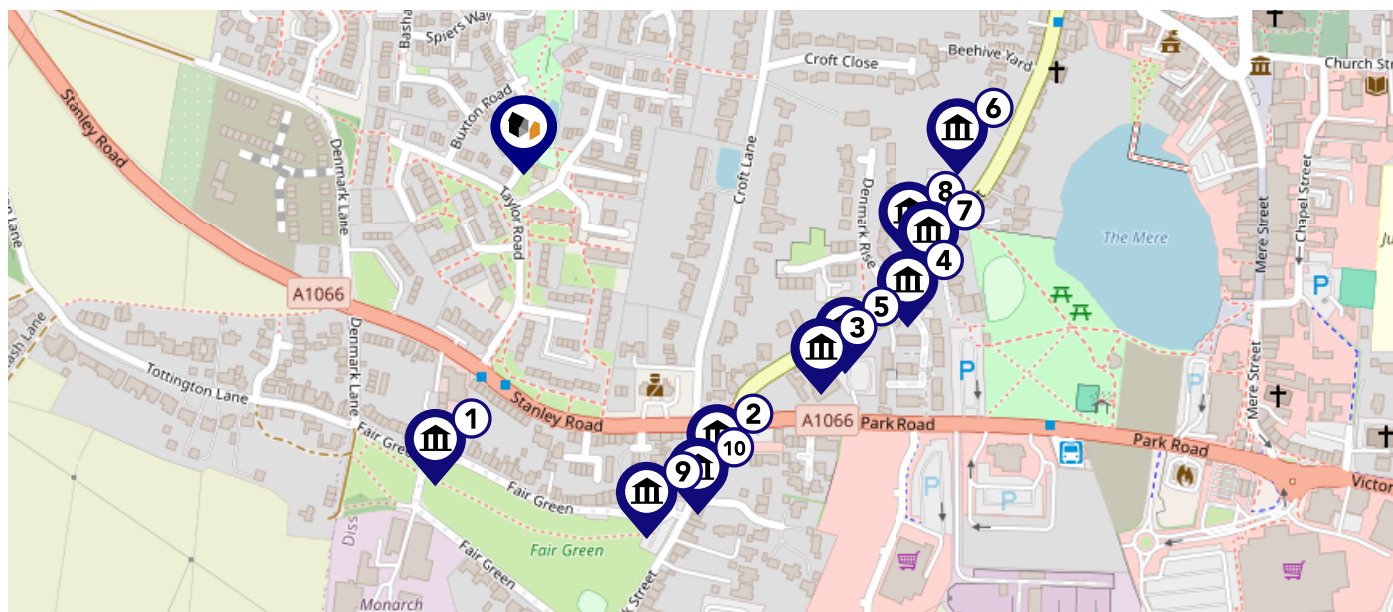 Spiers Way
Buxton Road
Stanley Road
Denmark Lane
Taylor Road
Croft Lane
Croft Close
Beehive Yard
Church
Denmark Rise
The Mere
Mere Street
Chapel Street
6
8
7
4
5
3
P
A1066
Tottington Lane
Denmark Lane
Stanley Road
A1066
Park Road
Park Road
Mere Street
P
P
1
2
10
9
Fair Green
Fair Green
Fair Green
Fair Green
P
P
Diss
Street
Monarch